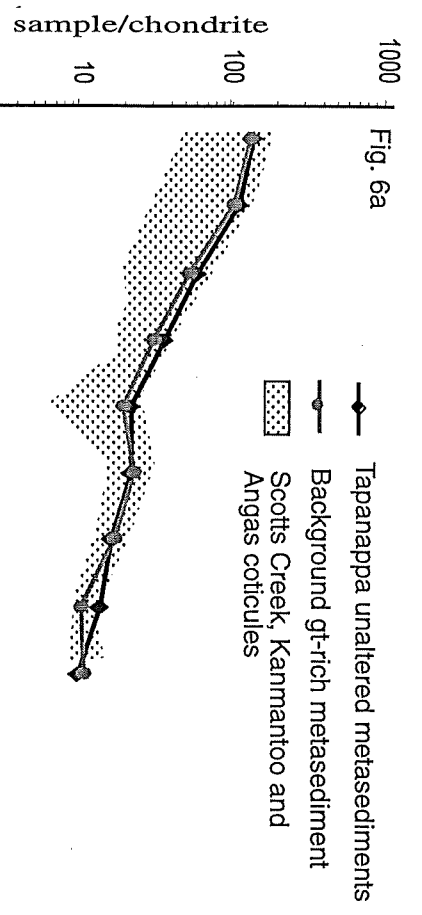 sample/chondrite
10
100
1000
Fig. 6a
Tapanappa unaltered metasediments
Background gt-rich metasediment
Scotts Creek, Kanmantoo and
Angas coticules